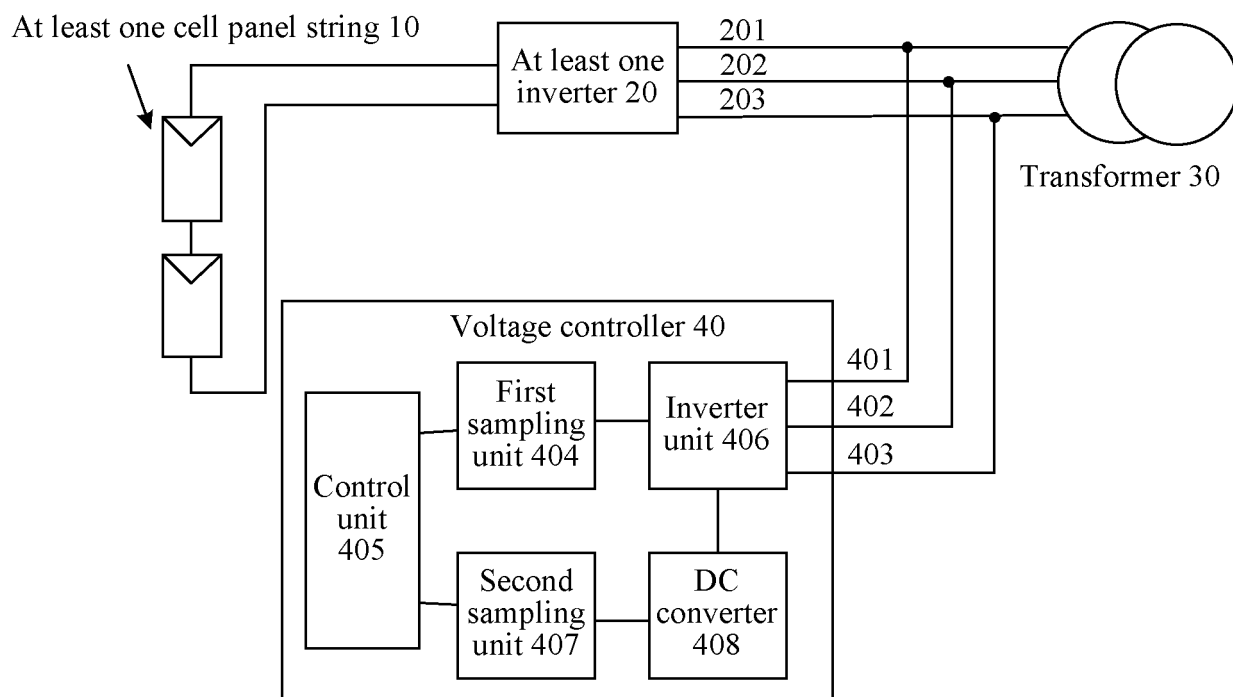 At least one cell panel string 10
At least one
inverter 20
201
202
203
Transformer 30
Voltage controller 40
401
402
403
First
sampling
unit 404
Inverter
unit 406
Control
unit
405
Second
sampling
unit 407
DC
converter
408